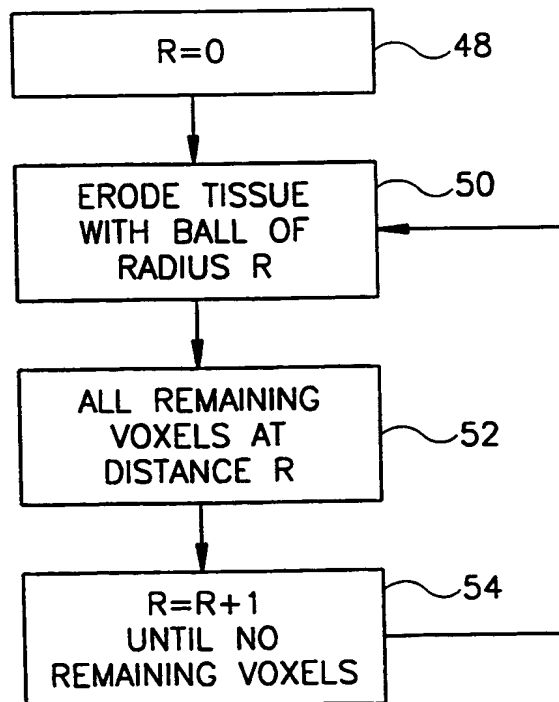 R=0
48
ERODE TISSUE
WITH BALL OF
RADIUS R
50
ALL REMAINING
VOXELS AT
DISTANCE R
52
R=R+1
UNTIL NO
REMAINING VOXELS
54